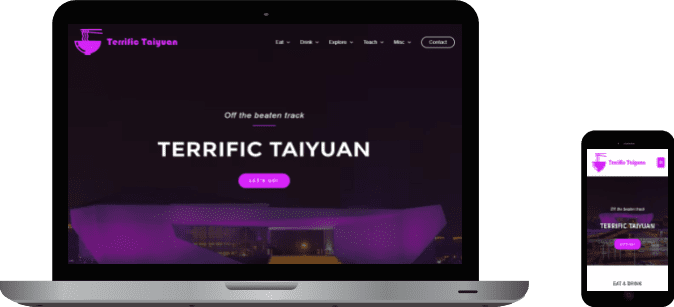 Terrific Taiyuan
Eat Drink Explore Teach Misc Contact
Off the beaten track
TERRIFIC TAIYUAN
LET'S GO!
Terrific Taiyuan
Off the beaten track
TERRIFIC TAIYUAN
LET'S GO!
EAT & DRINK